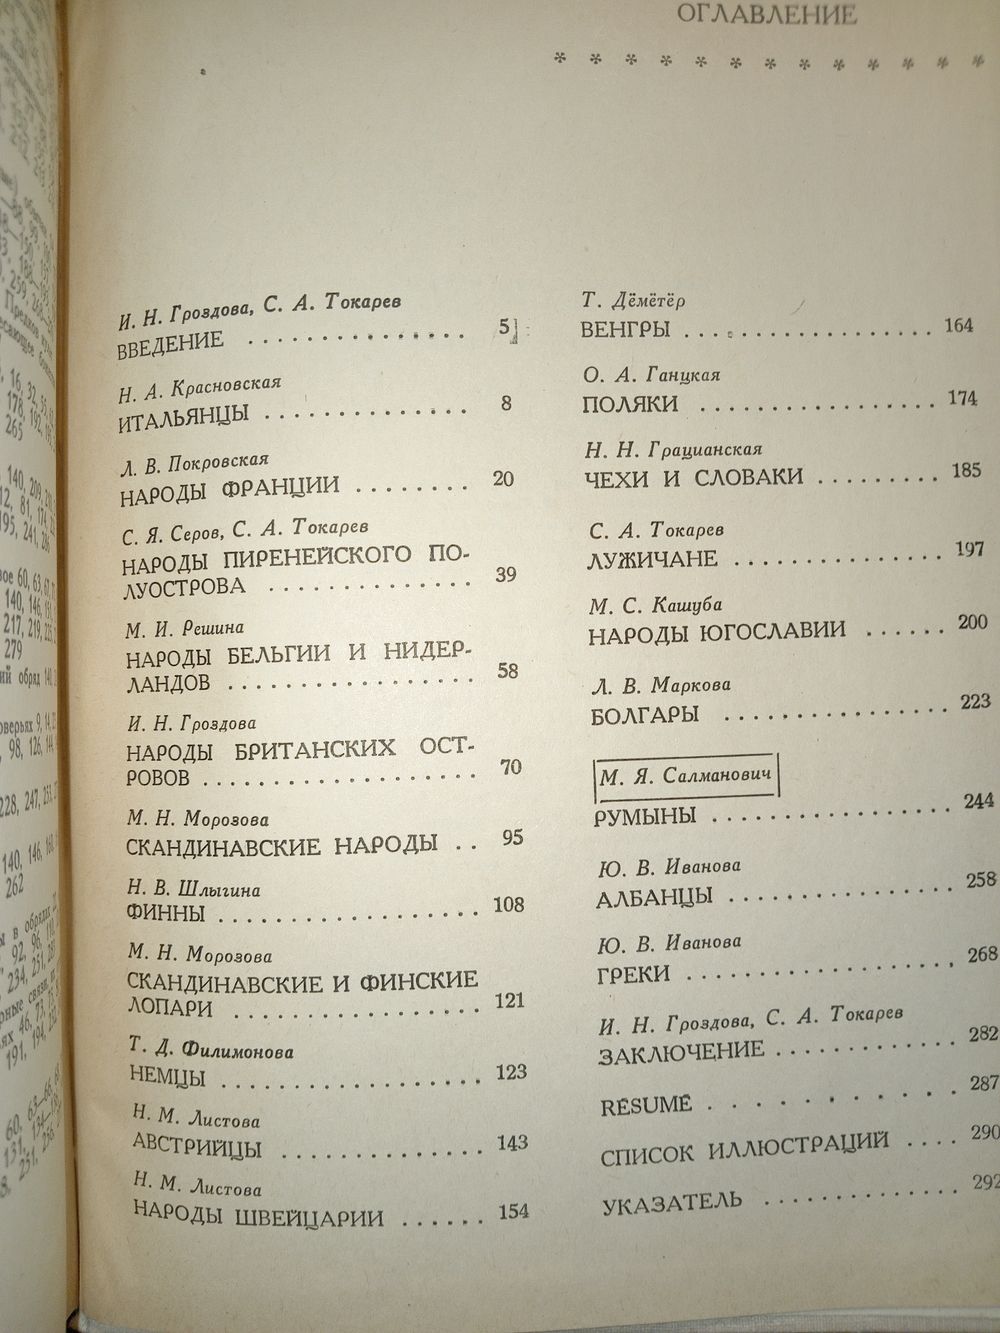 ОГЛАВЛЕНИЕ
* * * * * * * * * * * * *
И. Н. Гроздова, С. А. Токарев
ВВЕДЕНИЕ . . . . . . . . . . . . . . 5
Н. А. Красновская
ИТАЛЬЯНЦЫ . . . . . . . . . . . . . 8
Л. В. Покровская
НАРОДЫ ФРАНЦИИ . . . . . . . . 20
С. Я. Серов, С. А. Токарев
НАРОДЫ ПИРЕНЕЙСКОГО ПО-
ЛУОСТРОВА . . . . . . . . . . . . . 39
М. И. Решина
НАРОДЫ БЕЛЬГИИ И НИДЕР-
ЛАНДОВ . . . . . . . . . . . . . . . . 58
И. Н. Гроздова
НАРОДЫ БРИТАНСКИХ ОСТ-
РОВОВ . . . . . . . . . . . . . . . . . 70
М. Н. Морозова
СКАНДИНАВСКИЕ НАРОДЫ . . 95
Н. В. Шлыгина
ФИННЫ . . . . . . . . . . . . . . . . 108
М. Н. Морозова
СКАНДИНАВСКИЕ И ФИНСКИЕ
ЛОПАРИ . . . . . . . . . . . . . . . 121
Т. Д. Филимонова
НЕМЦЫ . . . . . . . . . . . . . . . . 123
Н. М. Листова
АВСТРИЙЦЫ . . . . . . . . . . . . 143
Н. М. Листова
НАРОДЫ ШВЕЙЦАРИИ . . . . . . 154
Т. Дёмётёр
ВЕНГРЫ . . . . . . . . . . . . . . . . 164
О. А. Ганцкая
ПОЛЯКИ . . . . . . . . . . . . . . . 174
Н. Н. Грацианская
ЧЕХИ И СЛОВАКИ . . . . . . . . 185
С. А. Токарев
ЛУЖИЧАНЕ . . . . . . . . . . . . . 197
М. С. Кашуба
НАРОДЫ ЮГОСЛАВИИ . . . . . . 200
Л. В. Маркова
БОЛГАРЫ . . . . . . . . . . . . . . 223
М. Я. Салманович
РУМЫНЫ . . . . . . . . . . . . . . . 244
Ю. В. Иванова
АЛБАНЦЫ . . . . . . . . . . . . . . 258
Ю. В. Иванова
ГРЕКИ . . . . . . . . . . . . . . . . . 268
И. Н. Гроздова, С. А. Токарев
ЗАКЛЮЧЕНИЕ . . . . . . . . . . . . 282
RÉSUMÉ . . . . . . . . . . . 287
СПИСОК ИЛЛЮСТРАЦИЙ . . . . 290
УКАЗАТЕЛЬ . . . . . . . . . . . . . 292